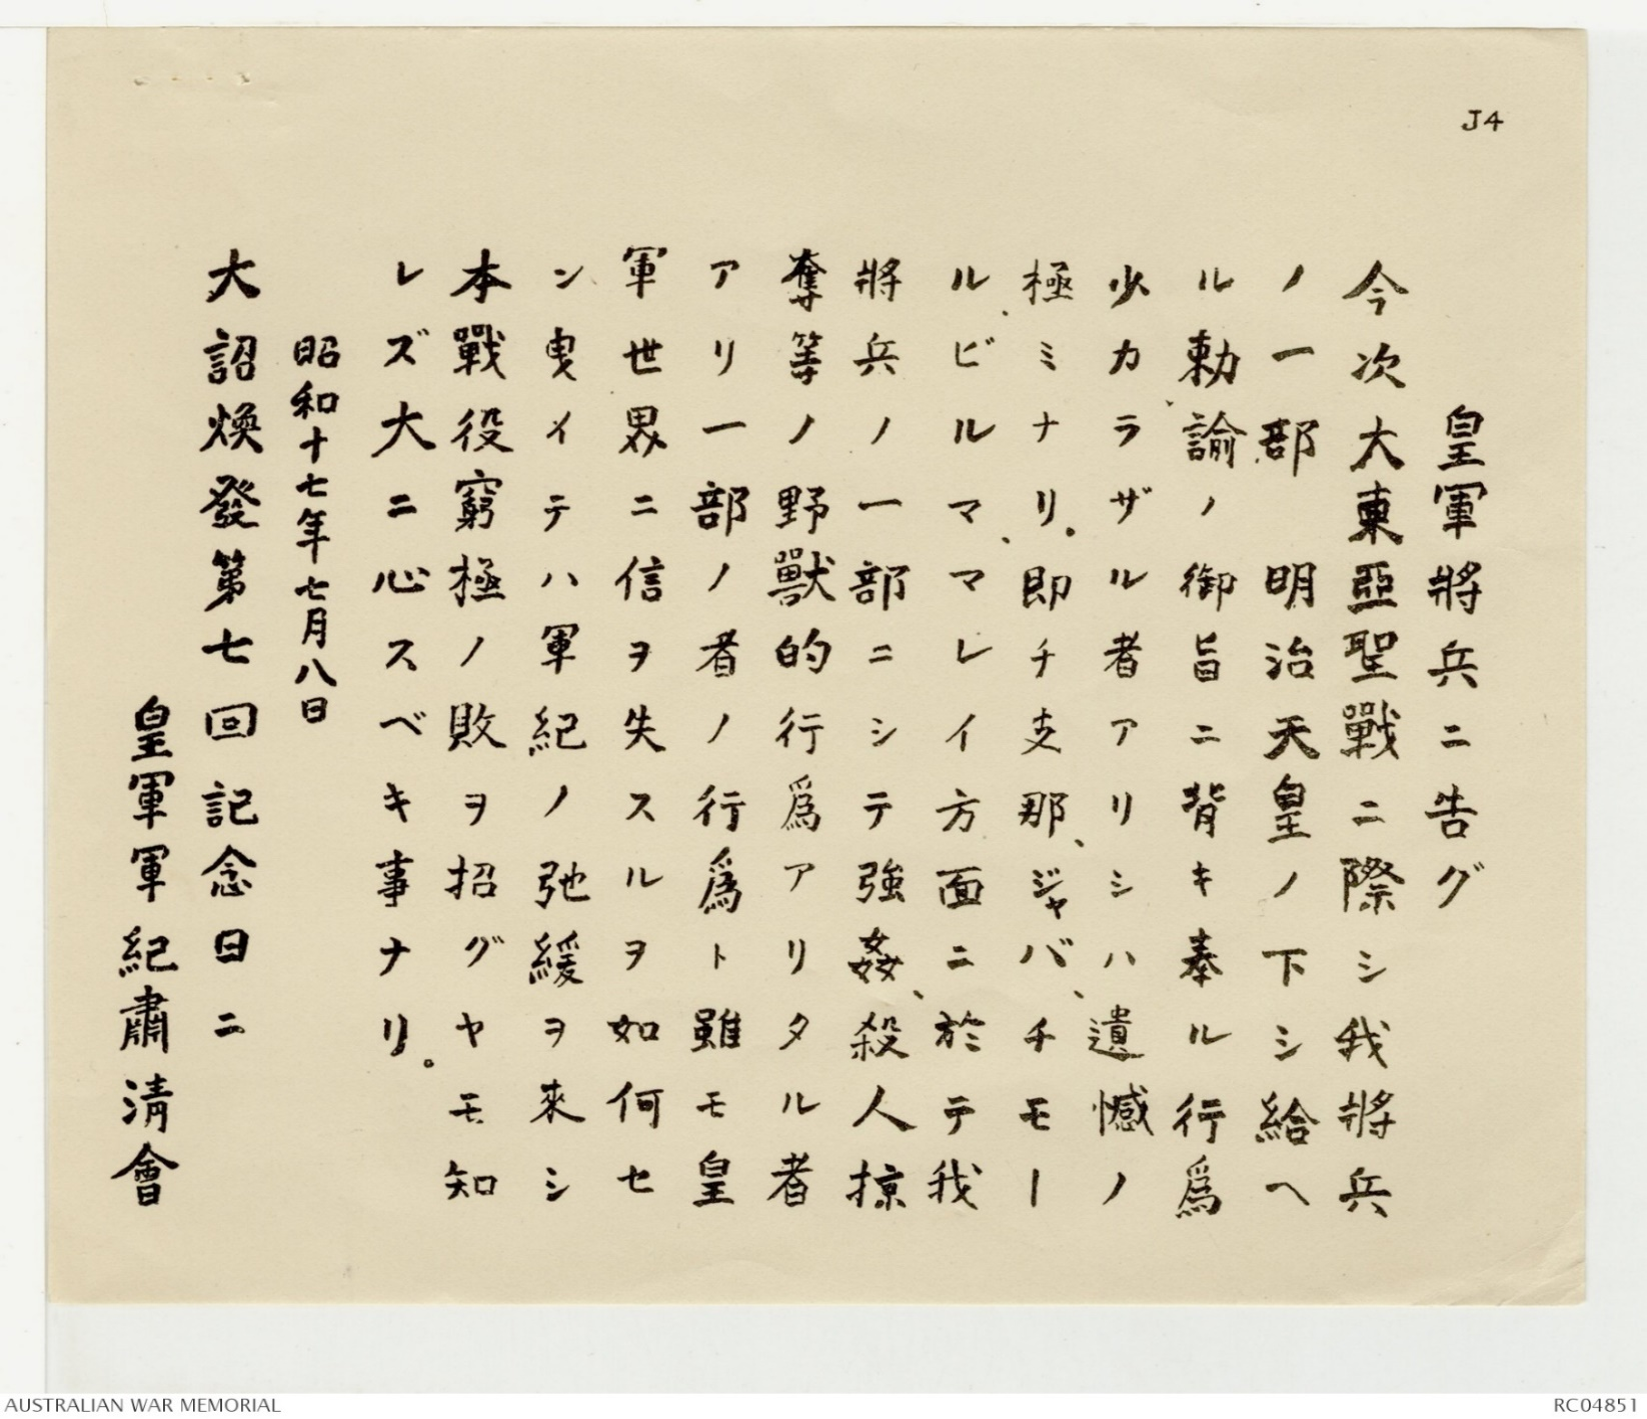 J4
皇軍將兵ニ告グ
今次大東亞聖戰ニ際シ我將兵
ノ一部 明治天皇ノ下シ給ヘ
ル勅諭ノ御旨ニ背キ奉ル行爲
少カラザル者アリシハ遺憾ノ
極ミナリ。即チ支那、ジャバ、チモー
ル、ビルマ、マレイ方面ニ於テ我
將兵ノ一部ニシテ強姦、殺人掠
奪等ノ野獸的行爲アリタル者
アリ一部ノ者ノ行爲ト雖モ皇
軍世界ニ信ヲ失スルヲ如何セ
ン、曳イテハ軍紀ノ弛緩ヲ來シ
本戰役窮極ノ敗ヲ招グヤモ知
レズ大ニ心スベキ事ナリ。
昭和十七年七月八日
大詔煥發第七回記念日ニ
皇軍軍紀肅淸會
AUSTRALIAN WAR MEMORIAL
RC04851